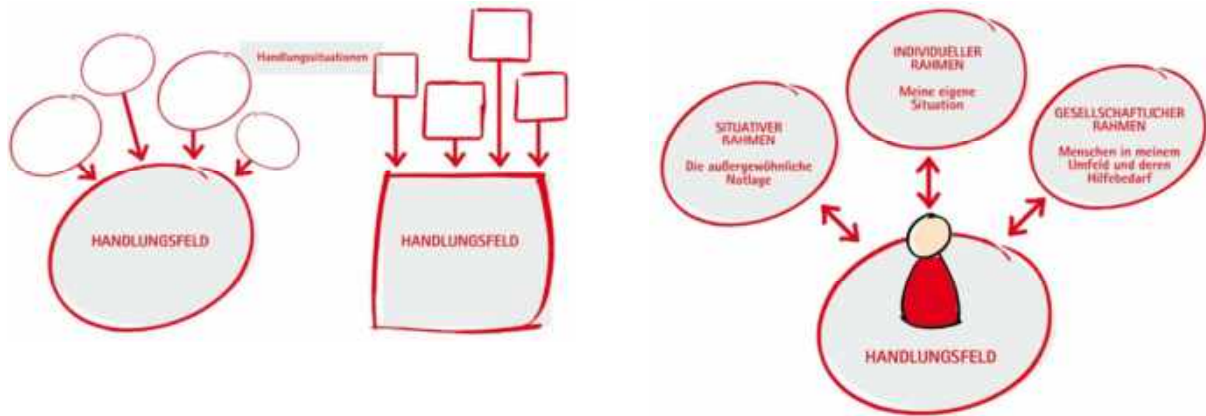 Handlungssituationen
HANDLUNGSFELD
HANDLUNGSFELD
INDIVIDUELLER
RAHMEN
Meine eigene
Situation
SITUATIVER
RAHMEN
Die außergewöhnliche
Notlage
GESELLSCHAFTLICHER
RAHMEN
Menschen in meinem
Umfeld und deren
Hilfebedarf
HANDLUNGSFELD